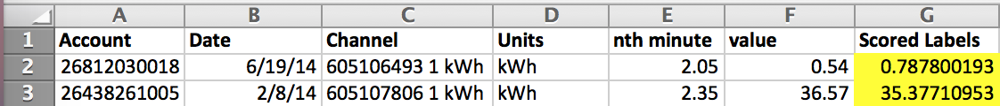 A B C D E F G
1 Account Date Channel Units nth minute value Scored Labels
2 26812030018 6/19/14 605106493 1 kWh kWh 2.05 0.54 0.787800193
3 26438261005 2/8/14 605107806 1 kWh kWh 2.35 36.57 35.37710953